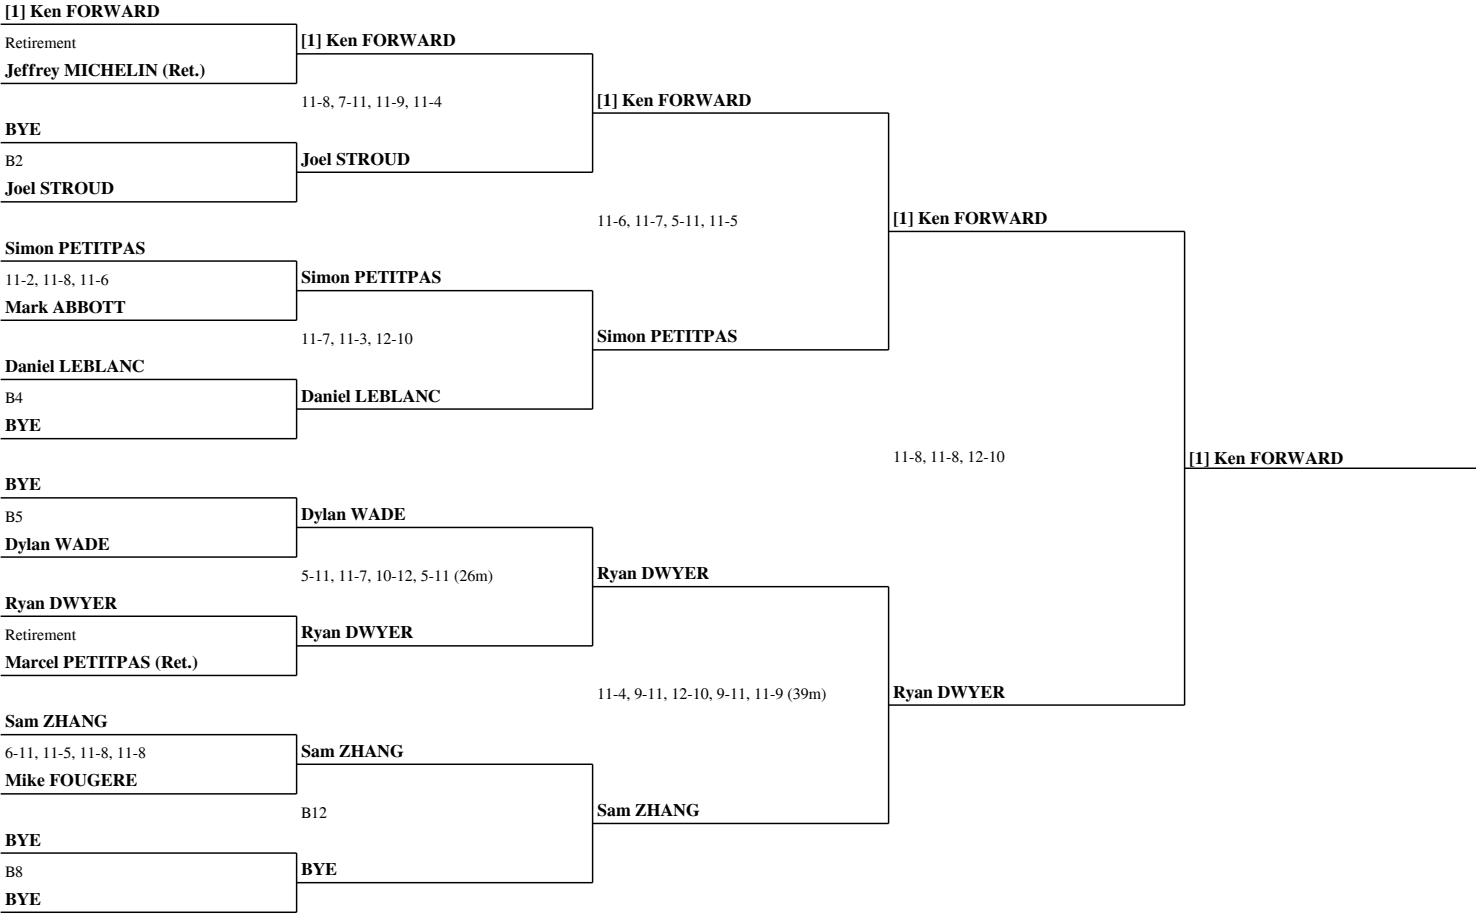 [1] Ken FORWARD
Retirement
Jeffrey MICHELIN (Ret.)
BYE
B2
Joel STROUD
Simon PETITPAS
11-2, 11-8, 11-6
Mark ABBOTT
Daniel LEBLANC
B4
BYE
BYE
B5
Dylan WADE
Ryan DWYER
Retirement
Marcel PETITPAS (Ret.)
Sam ZHANG
6-11, 11-5, 11-8, 11-8
Mike FOUGERE
BYE
B8
BYE
[1] Ken FORWARD
11-8, 7-11, 11-9, 11-4
Joel STROUD
Simon PETITPAS
11-7, 11-3, 12-10
Daniel LEBLANC
Dylan WADE
5-11, 11-7, 10-12, 5-11 (26m)
Ryan DWYER
Sam ZHANG
B12
BYE
[1] Ken FORWARD
11-6, 11-7, 5-11, 11-5
Simon PETITPAS
Ryan DWYER
11-4, 9-11, 12-10, 9-11, 11-9 (39m)
Sam ZHANG
[1] Ken FORWARD
11-8, 11-8, 12-10
Ryan DWYER
[1] Ken FORWARD